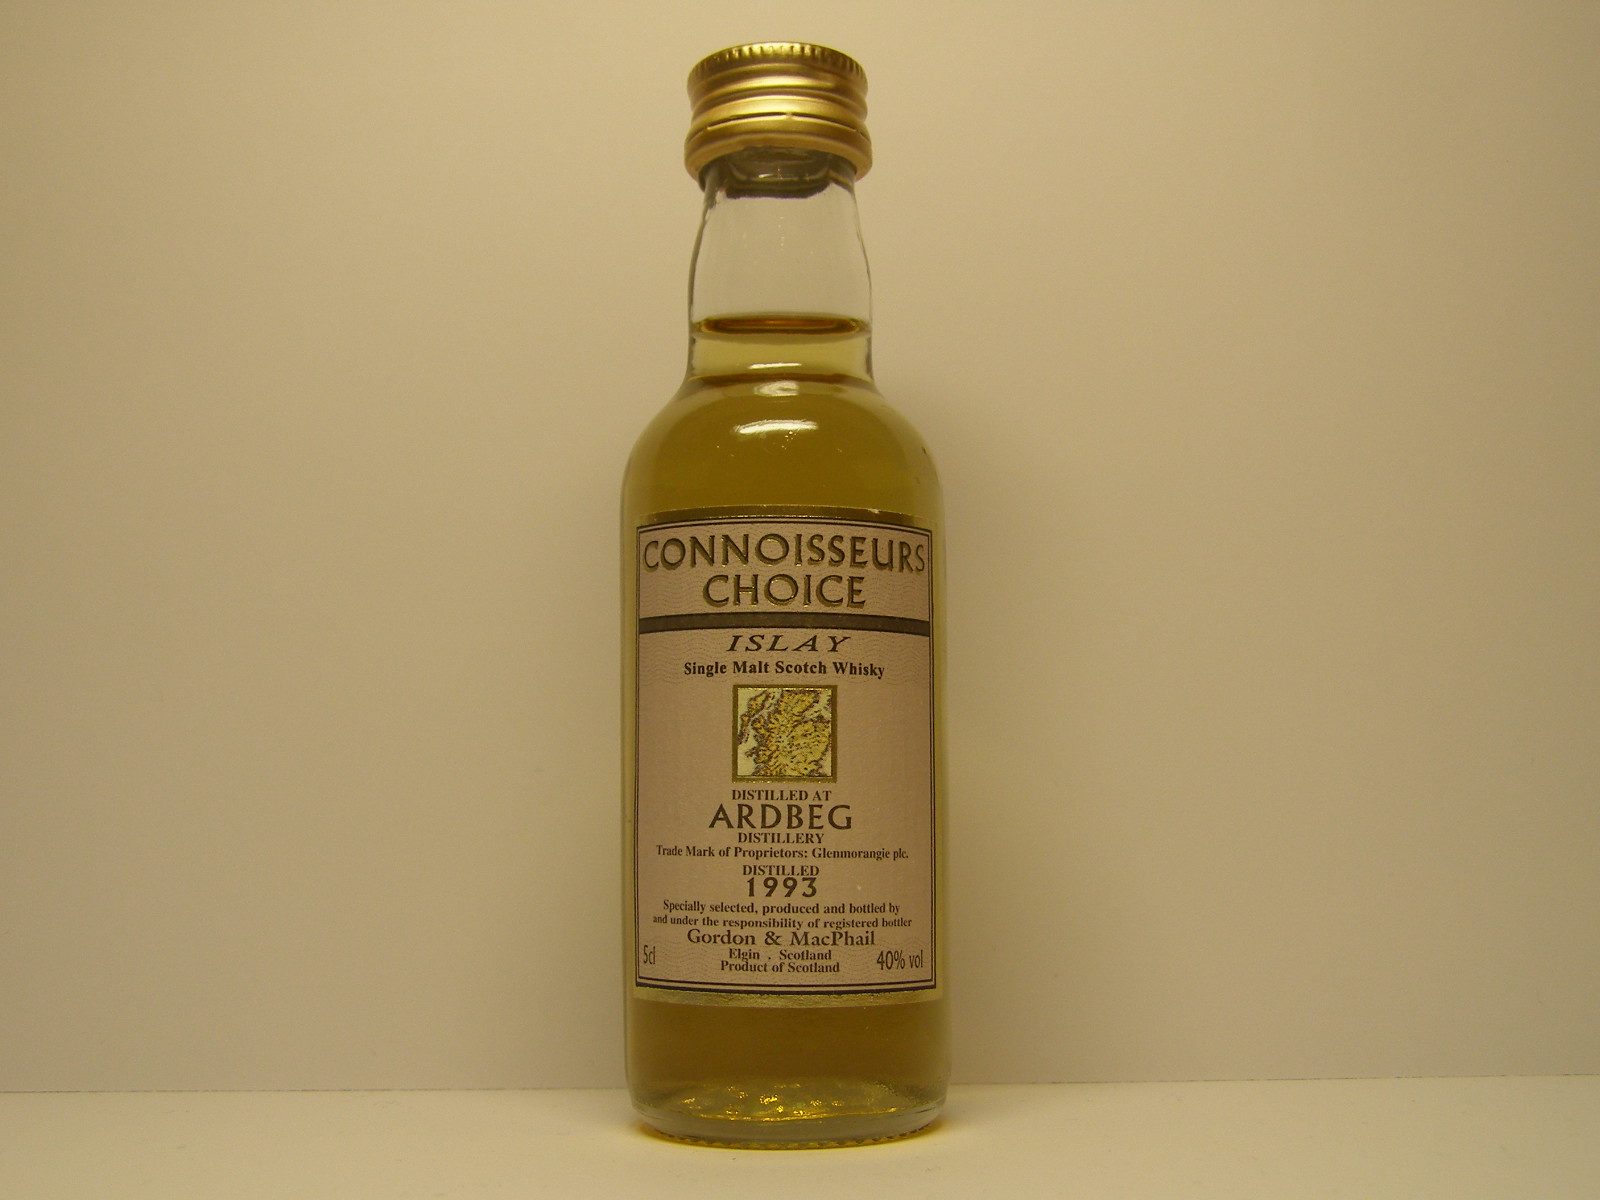 CONNOISSEURS
CHOICE
ISLAY
Single Malt Scotch Whisky
DISTILLED AT
ARDBEG
DISTILLERY
Trade Mark of Proprietors: Glenmorangie plc.
DISTILLED
1993
Specially selected, produced and bottled by
and under the responsibility of registered bottler
Gordon & MacPhail
Elgin . Scotland
Product of Scotland
5cl
40% vol